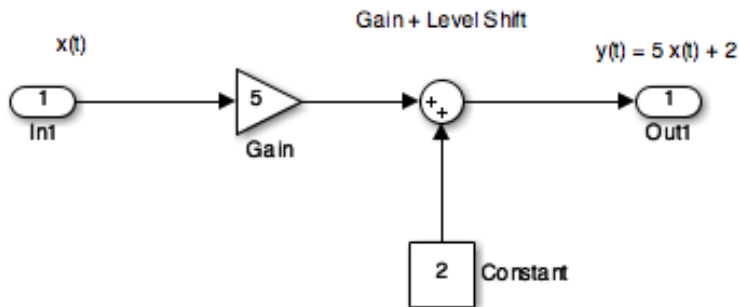 Gain + Level Shift
x(t)
y(t) = 5 x(t) + 2
1
In1
5
Gain
+
+
1
Out1
2
Constant